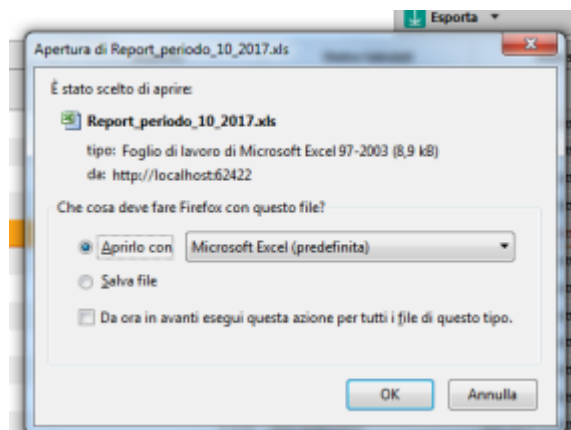 Esporta
Apertura di Report_periodo_10_2017.xls
È stato scelto di aprire:
Report_periodo_10_2017.xls
tipo: Foglio di lavoro di Microsoft Excel 97-2003 (8,9 kB)
da: http://localhost:62422
Che cosa deve fare Firefox con questo file?
Aprirlo con Microsoft Excel (predefinita)
Salva file
Da ora in avanti esegui questa azione per tutti i file di questo tipo.
OK Annulla